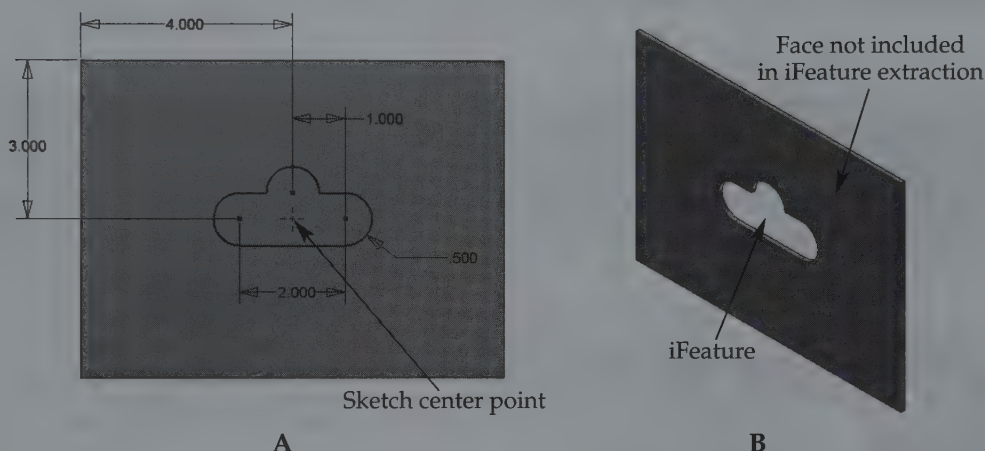 4.000
1.000
3.000
.500
2.000
Sketch center point
A
Face not included
in iFeature extraction
iFeature
B